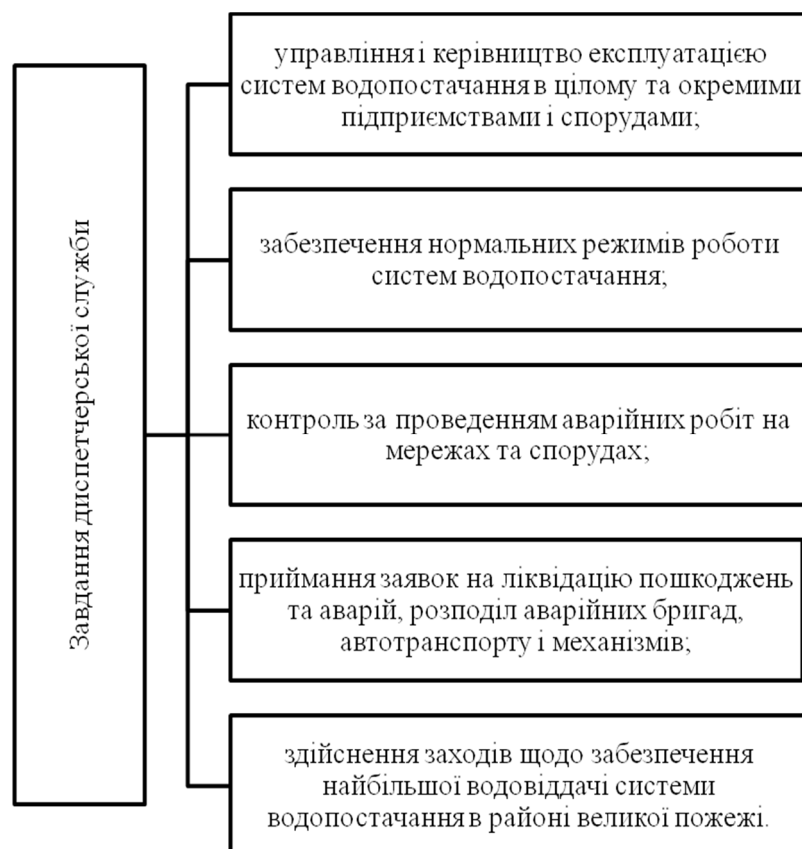 Завдання диспетчерської служби
управління і керівництво експлуатацією
систем водопостачання в цілому та окремими
підприємствами і спорудами;
забезпечення нормальних режимів роботи
систем водопостачання;
контроль за проведенням аварійних робіт на
мережах та спорудах;
приймання заявок на ліквідацію пошкоджень
та аварій, розподіл аварійних бригад,
автотранспорту і механізмів;
здійснення заходів щодо забезпечення
найбільшої водовіддачі системи
водопостачання в районі великої пожежі.